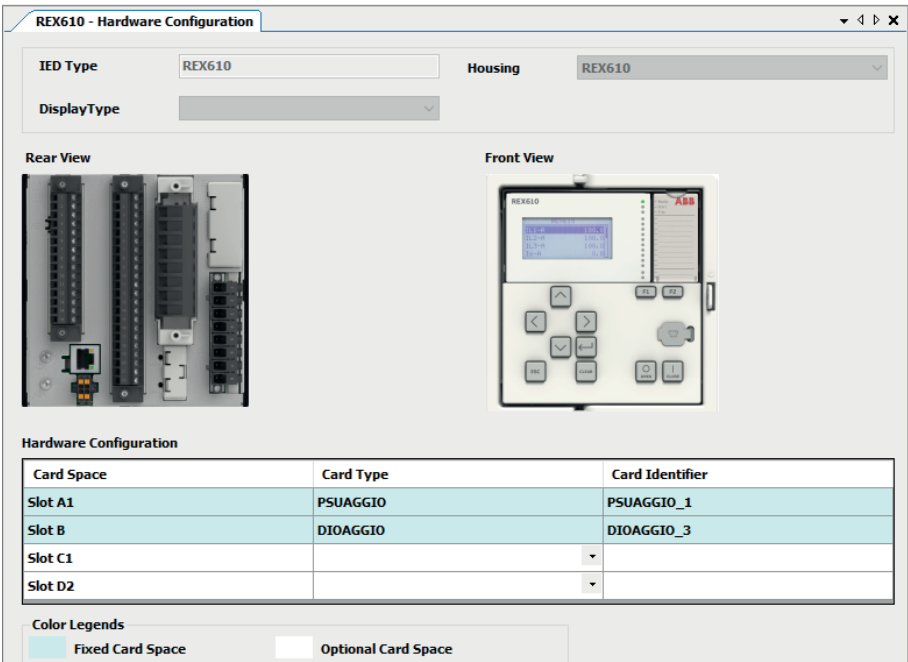 REX610 - Hardware Configuration
IED Type REX610 Housing REX610
DisplayType
Rear View Front View
REX610 ABB
F1 F2
ESC CLEAR OPEN CLOSE
Hardware Configuration
Card Space Card Type Card Identifier
Slot A1 PSUAGGIO PSUAGGIO_1
Slot B DIOAGGIO DIOAGGIO_3
Slot C1
Slot D2
Color Legends
Fixed Card Space Optional Card Space